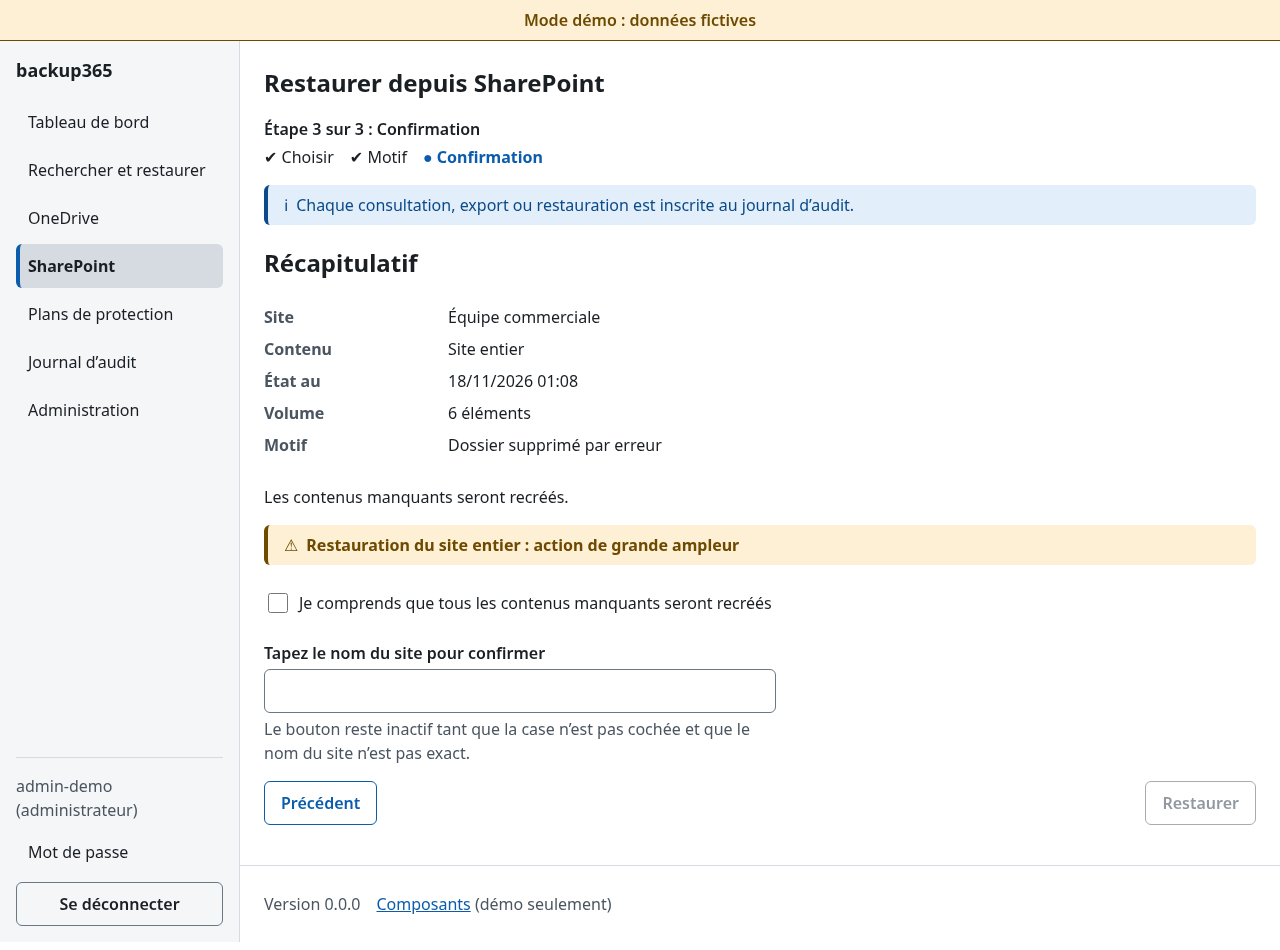 Mode démo : données fictives
backup365
Tableau de bord
Rechercher et restaurer
OneDrive
SharePoint
Plans de protection
Journal d’audit
Administration
admin-demo
(administrateur)
Mot de passe
Se déconnecter
Restaurer depuis SharePoint
Étape 3 sur 3 : Confirmation
✔ Choisir ✔ Motif ● Confirmation
i Chaque consultation, export ou restauration est inscrite au journal d’audit.
Récapitulatif
Site Équipe commerciale
Contenu Site entier
État au 18/11/2026 01:08
Volume 6 éléments
Motif Dossier supprimé par erreur
Les contenus manquants seront recréés.
⚠ Restauration du site entier : action de grande ampleur
Je comprends que tous les contenus manquants seront recréés
Tapez le nom du site pour confirmer
Le bouton reste inactif tant que la case n’est pas cochée et que le
nom du site n’est pas exact.
Précédent Restaurer
Version 0.0.0 Composants (démo seulement)